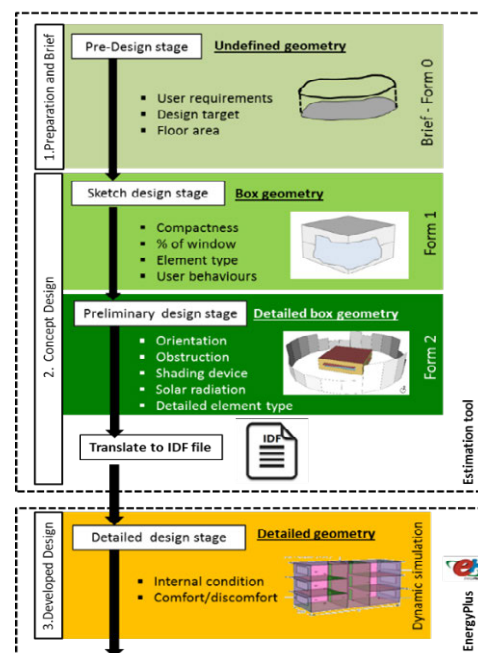 1.Preparation and Brief
Pre-Design stage
Undefined geometry
▪ User requirements
▪ Design target
▪ Floor area
Brief - Form 0
2. Concept Design
Sketch design stage
Box geometry
▪ Compactness
▪ % of window
▪ Element type
▪ User behaviours
Form 1
Preliminary design stage
Detailed box geometry
▪ Orientation
▪ Obstruction
▪ Shading device
▪ Solar radiation
▪ Detailed element type
Form 2
Translate to IDF file
IDF
Estimation tool
3.Developed Design
Detailed design stage
Detailed geometry
▪ Internal condition
▪ Comfort/discomfort
Dynamic simulation
EnergyPlus